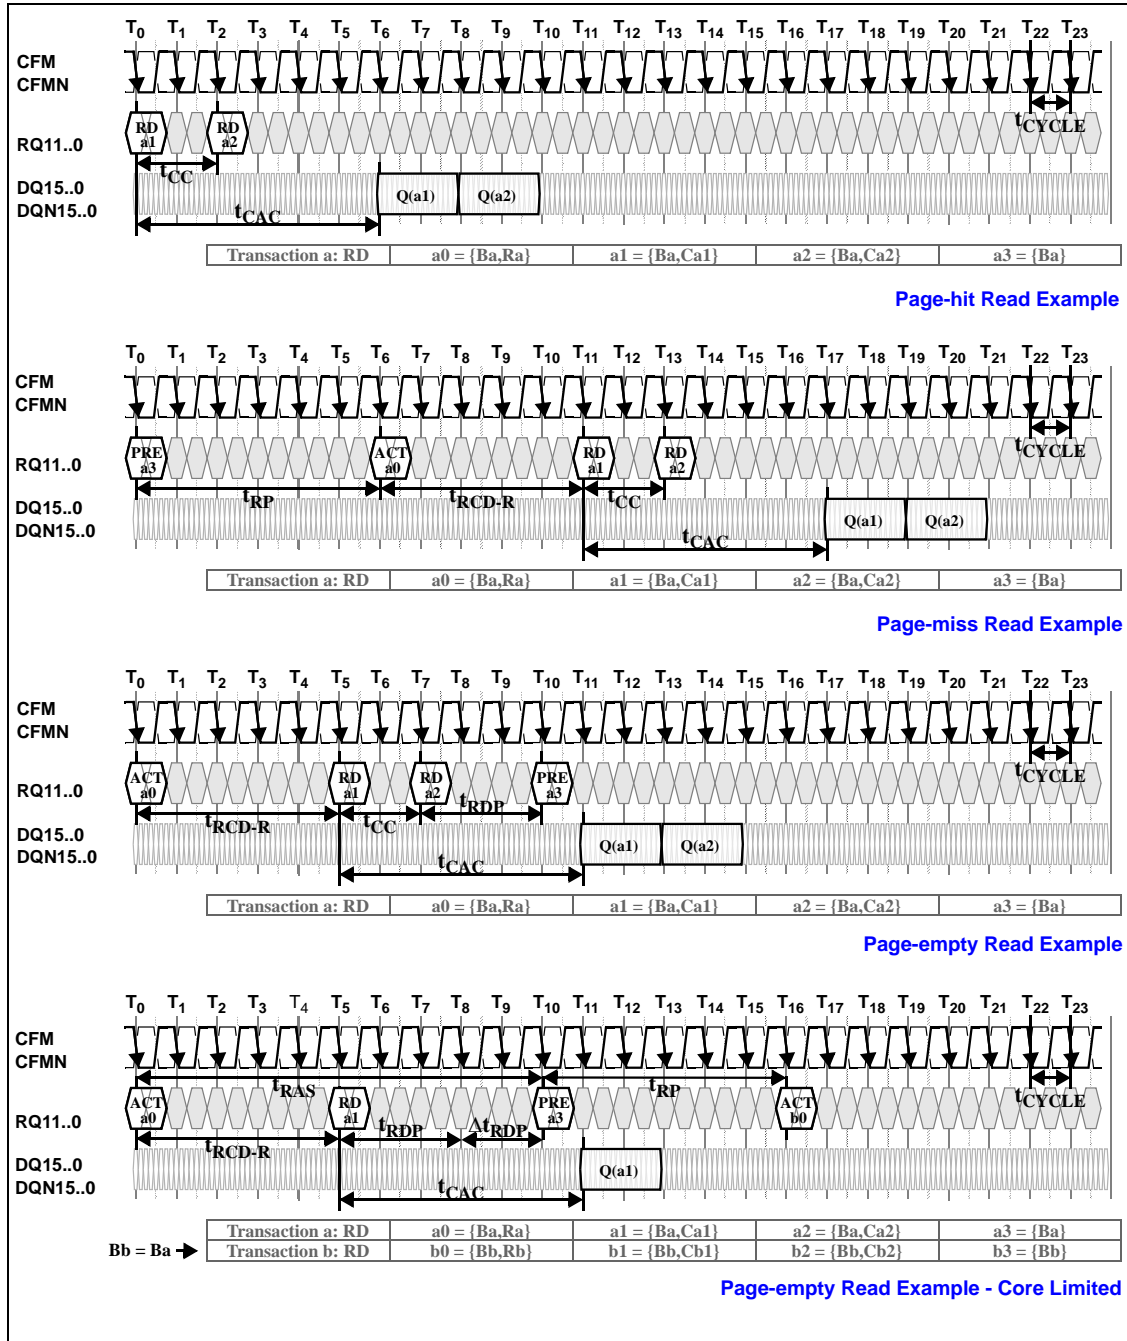 T0 T1 T2 T3 T4 T5 T6 T7 T8 T9 T10 T11 T12 T13 T14 T15 T16 T17 T18 T19 T20 T21 T22 T23
CFM
CFMN
tCYCLE
RD a1 RD a2
RQ11..0
tCC
DQ15..0
DQN15..0
Q(a1) Q(a2)
tCAC
Transaction a: RD a0 = {Ba,Ra} a1 = {Ba,Ca1} a2 = {Ba,Ca2} a3 = {Ba}
Page-hit Read Example
T0 T1 T2 T3 T4 T5 T6 T7 T8 T9 T10 T11 T12 T13 T14 T15 T16 T17 T18 T19 T20 T21 T22 T23
CFM
CFMN
tCYCLE
PRE a3 ACT a0 RD a1 RD a2
RQ11..0
tRP tRCD-R tCC
DQ15..0
DQN15..0
Q(a1) Q(a2)
tCAC
Transaction a: RD a0 = {Ba,Ra} a1 = {Ba,Ca1} a2 = {Ba,Ca2} a3 = {Ba}
Page-miss Read Example
T0 T1 T2 T3 T4 T5 T6 T7 T8 T9 T10 T11 T12 T13 T14 T15 T16 T17 T18 T19 T20 T21 T22 T23
CFM
CFMN
tCYCLE
ACT a0 RD a1 RD a2 PRE a3
RQ11..0
tRCD-R tCC tRDP
DQ15..0
DQN15..0
Q(a1) Q(a2)
tCAC
Transaction a: RD a0 = {Ba,Ra} a1 = {Ba,Ca1} a2 = {Ba,Ca2} a3 = {Ba}
Page-empty Read Example
T0 T1 T2 T3 T4 T5 T6 T7 T8 T9 T10 T11 T12 T13 T14 T15 T16 T17 T18 T19 T20 T21 T22 T23
CFM
CFMN
tRAS tRP tCYCLE
ACT a0 RD a1 PRE a3 ACT b0
RQ11..0
tRCD-R tRDP ΔtRDP
DQ15..0
DQN15..0
Q(a1)
tCAC
Transaction a: RD a0 = {Ba,Ra} a1 = {Ba,Ca1} a2 = {Ba,Ca2} a3 = {Ba}
Bb = Ba Transaction b: RD b0 = {Bb,Rb} b1 = {Bb,Cb1} b2 = {Bb,Cb2} b3 = {Bb}
Page-empty Read Example - Core Limited